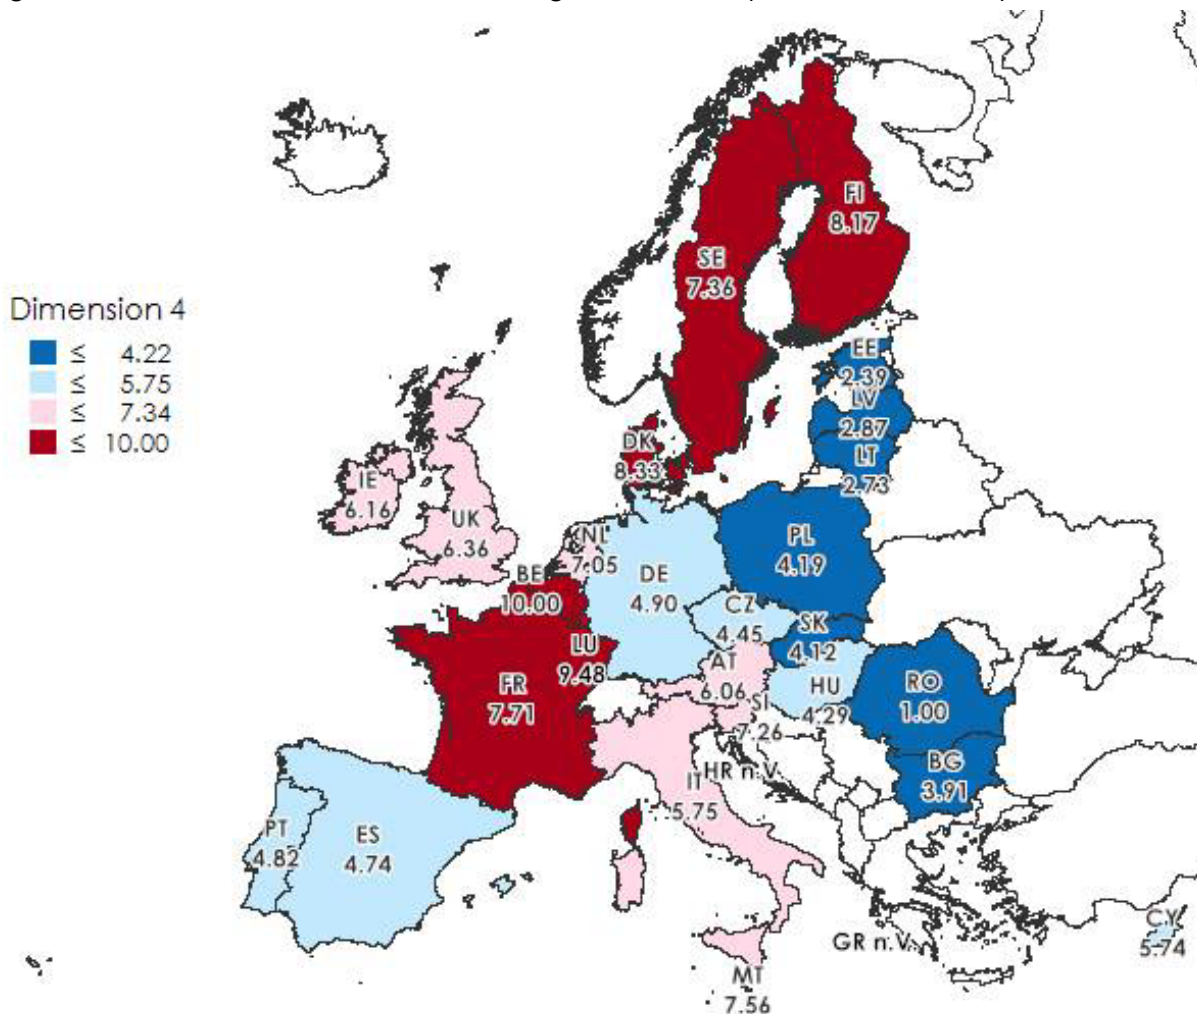 Dimension 4
≤ 4.22
≤ 5.75
≤ 7.34
≤ 10.00
FI
8.17
SE
7.36
EE
2.39
LV
2.87
LT
2.73
DK
8.33
IE
6.16
UK
6.36
NL
7.05
BE
10.00
DE
4.90
PL
4.19
CZ
4.45
SK
4.12
LU
9.48
AT
6.06
HU
4.29
RO
1.00
FR
7.71
SI
7.26
HR n.V.
BG
3.91
IT
5.75
PT
4.82
ES
4.74
GR n.V.
CY
5.74
MT
7.56